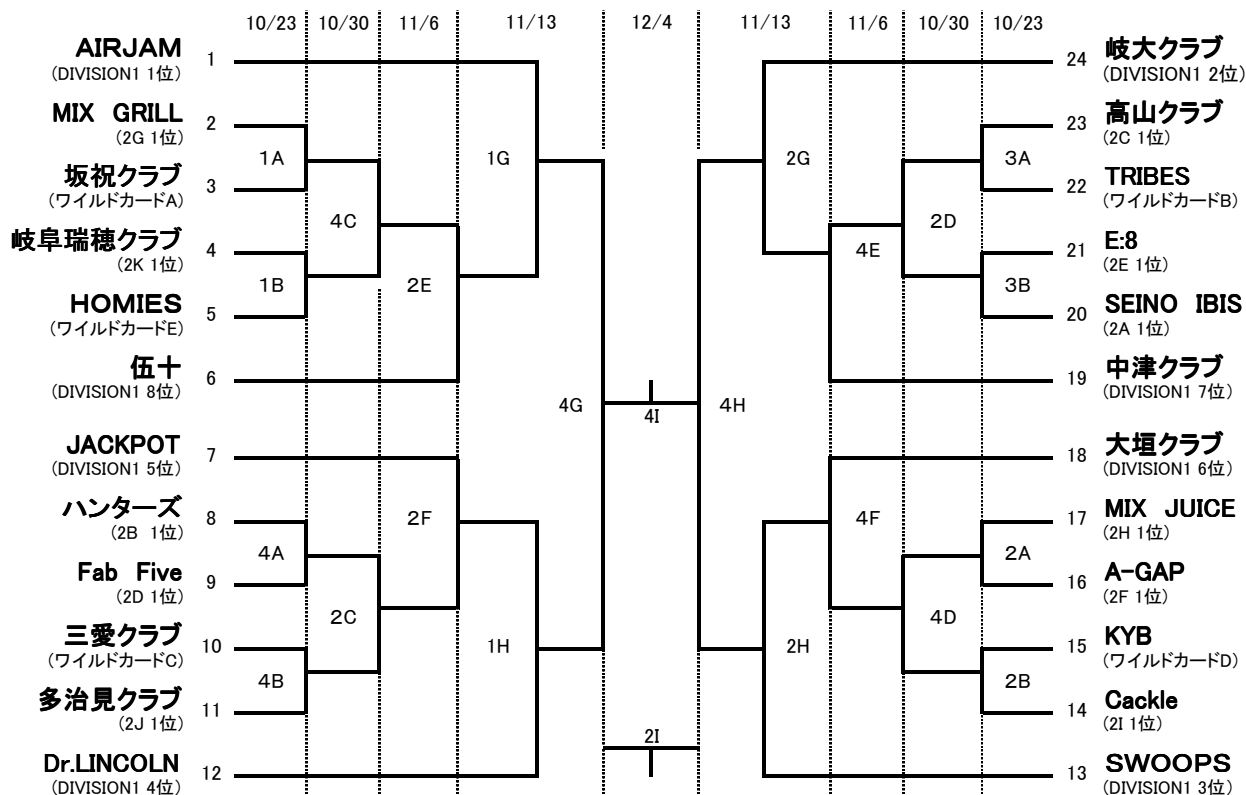 10/23 10/30 11/6 11/13 12/4 11/13 11/6 10/30 10/23
AIRJAM 1
(DIVISION1 1位)
MIX GRILL 2
(2G 1位)
1A
坂祝クラブ 3
(ワイルドカードA)
4C
岐阜瑞穂クラブ 4
(2K 1位)
1B
HOMIES 5
(ワイルドカードE)
2E
伍十 6
(DIVISION1 8位)
1G
JACKPOT 7
(DIVISION1 5位)
ハンターズ 8
(2B 1位)
4A
Fab Five 9
(2D 1位)
2F
2C
三愛クラブ 10
(ワイルドカードC)
4B
多治見クラブ 11
(2J 1位)
1H
Dr.LINCOLN 12
(DIVISION1 4位)
4G
4I
2I
4H
24 岐大クラブ
(DIVISION1 2位)
23 高山クラブ
(2C 1位)
3A
22 TRIBES
(ワイルドカードB)
2G
2D
21 E:8
(2E 1位)
4E
3B
20 SEINO IBIS
(2A 1位)
19 中津クラブ
(DIVISION1 7位)
18 大垣クラブ
(DIVISION1 6位)
17 MIX JUICE
(2H 1位)
4F
2A
16 A-GAP
(2F 1位)
4D
15 KYB
(ワイルドカードD)
2H
2B
14 Cackle
(2I 1位)
13 SWOOPS
(DIVISION1 3位)